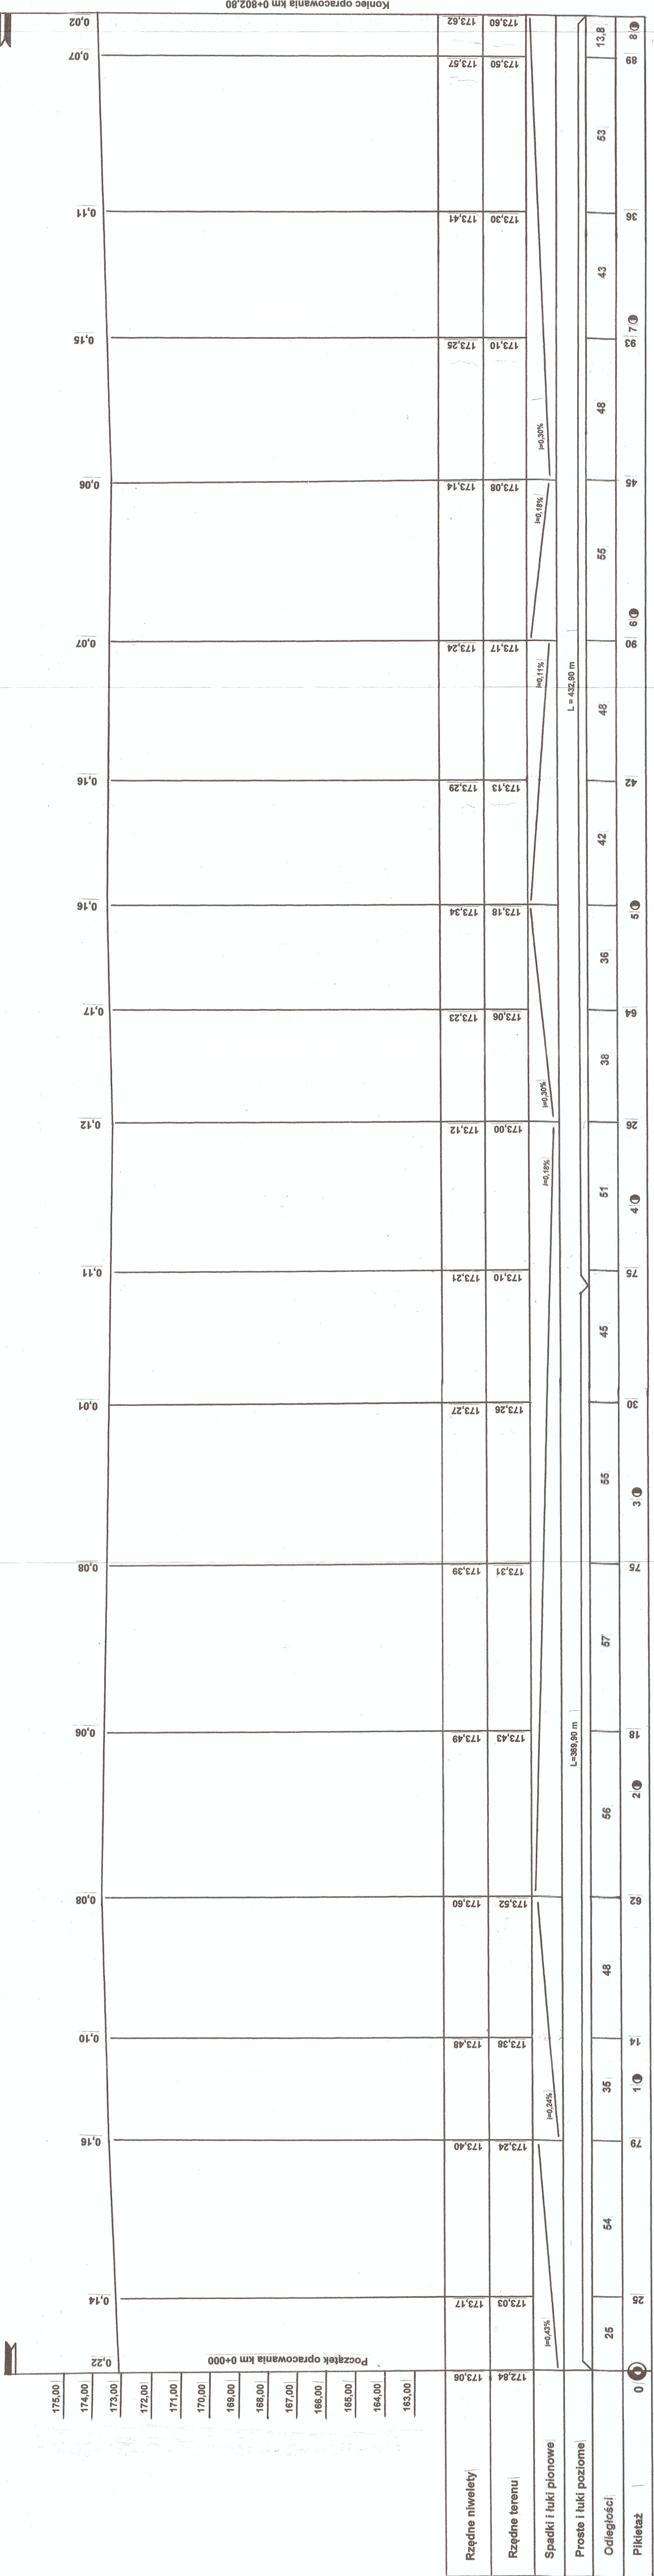 Początek opracowania km 0+000
Koniec opracowania km 0+802,80
0,22 0,14 0,16 0,10 0,08 0,06 0,08 0,01 0,11 0,12 0,17 0,16 0,16 0,07 0,06 0,15 0,11 0,07 0,02
175,00
174,00
173,00
172,00
171,00
170,00
169,00
168,00
167,00
166,00
165,00
164,00
163,00
Rzędne niwelety 173,06 173,17 173,40 173,48 173,60 173,49 173,39 173,27 173,21 173,12 173,23 173,34 173,29 173,24 173,14 173,25 173,41 173,57 173,62
Rzędne terenu 172,84 173,03 173,24 173,38 173,52 173,43 173,31 173,26 173,10 173,00 173,06 173,18 173,13 173,17 173,08 173,10 173,30 173,50 173,60
Spadki i łuki pionowe i=0,43% i=0,24% i=0,18% i=0,30% i=0,11% i=0,18% i=0,30%
Proste i łuki poziome L=369,90 m L = 432,90 m
Odległości 25 54 35 48 56 57 55 45 51 38 36 42 48 55 48 43 53 13,8
Pikietaż 0 25 79 1 14 62 2 18 75 3 30 75 4 26 64 5 42 90 6 45 93 7 36 89 8